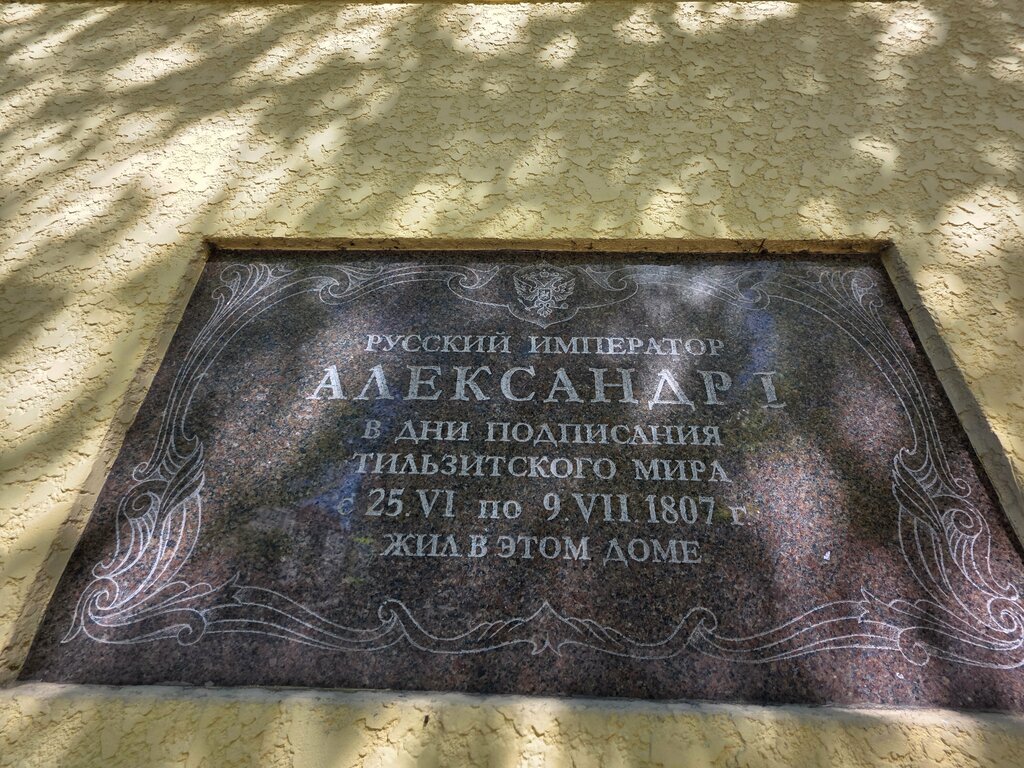 РУССКИЙ ИМПЕРАТОР
АЛЕКСАНДР I
В ДНИ ПОДПИСАНИЯ
ТИЛЬЗИТСКОГО МИРА
с 25.VI по 9.VII.1807 г.
ЖИЛ В ЭТОМ ДОМЕ